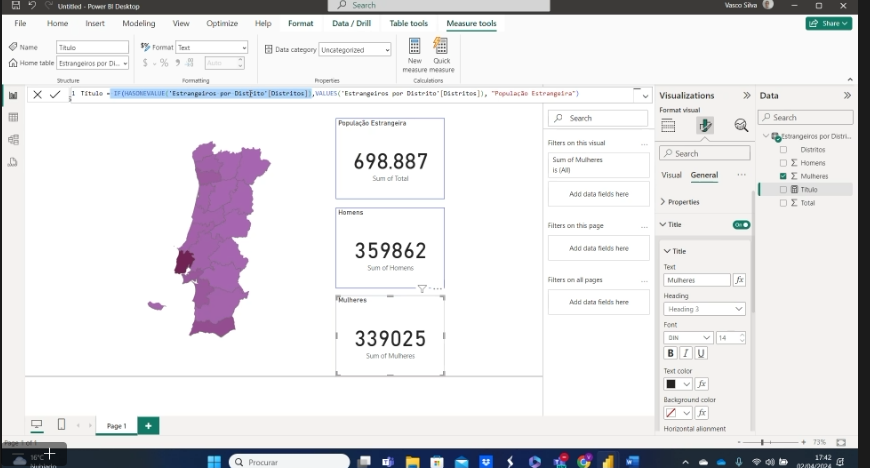 Untitled - Power BI Desktop
Search
Vasco Silva
File Home Insert Modeling View Optimize Help Format Data / Drill Table tools Measure tools
Share
Name Título
Format Text
Data category Uncategorized
New measure
Quick measure
Home table Estrangeiros por Di...
$ % Auto
Structure
Formatting
Properties
Calculations
1 Título = IF(HASONEVALUE('Estrangeiros por Distrito'[Distritos]),VALUES('Estrangeiros por Distrito'[Distritos]), "População Estrangeira")
População Estrangeira
698.887
Sum of Total
Homens
359862
Sum of Homens
Mulheres
339025
Sum of Mulheres
Search
Filters on this visual
Sum of Mulheres
is (All)
Add data fields here
Filters on this page
Add data fields here
Filters on all pages
Add data fields here
Visualizations
Format visual
Search
Visual General
Properties
Title
On
Title
Text
Mulheres
fx
Heading
Heading 3
Font
DIN
14
B I U
Text color
fx
Background color
fx
Horizontal alignment
Data
Search
Estrangeiros por Distri...
Distritos
Homens
Mulheres
Título
Total
Page 1
Page 1 of 1
73%
16°C
Procurar
17:42
02/04/2024